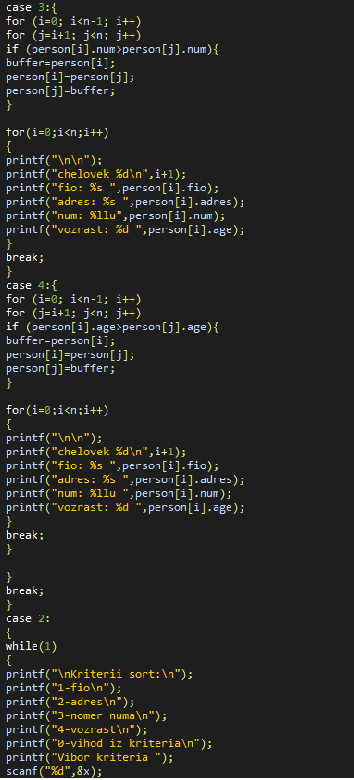 case 3:{
for (i=0; i<n-1; i++)
for (j=i+1; j<n; j++)
if (person[i].num>person[j].num){
buffer=person[i];
person[i]=person[j];
person[j]=buffer;
}
for(i=0;i<n;i++)
{
printf("\n\n");
printf("chelovek %d\n",i+1);
printf("fio: %s ",person[i].fio);
printf("adres: %s ",person[i].adres);
printf("num: %llu",person[i].num);
printf("vozrast: %d ",person[i].age);
}
break;
}
case 4:{
for (i=0; i<n-1; i++)
for (j=i+1; j<n; j++)
if (person[i].age>person[j].age){
buffer=person[i];
person[i]=person[j];
person[j]=buffer;
}
for(i=0;i<n;i++)
{
printf("\n\n");
printf("chelovek %d\n",i+1);
printf("fio: %s ",person[i].fio);
printf("adres: %s ",person[i].adres);
printf("num: %llu ",person[i].num);
printf("vozrast: %d ",person[i].age);
}
break;
}
}
break;
}
case 2:
{
while(1)
{
printf("\nKriterii sort:\n");
printf("1-fio\n");
printf("2-adres\n");
printf("3-nomer numa\n");
printf("4-vozrast\n");
printf("0-vihod iz kriteria\n");
printf("Vibor kriteria ");
scanf("%d",&x);